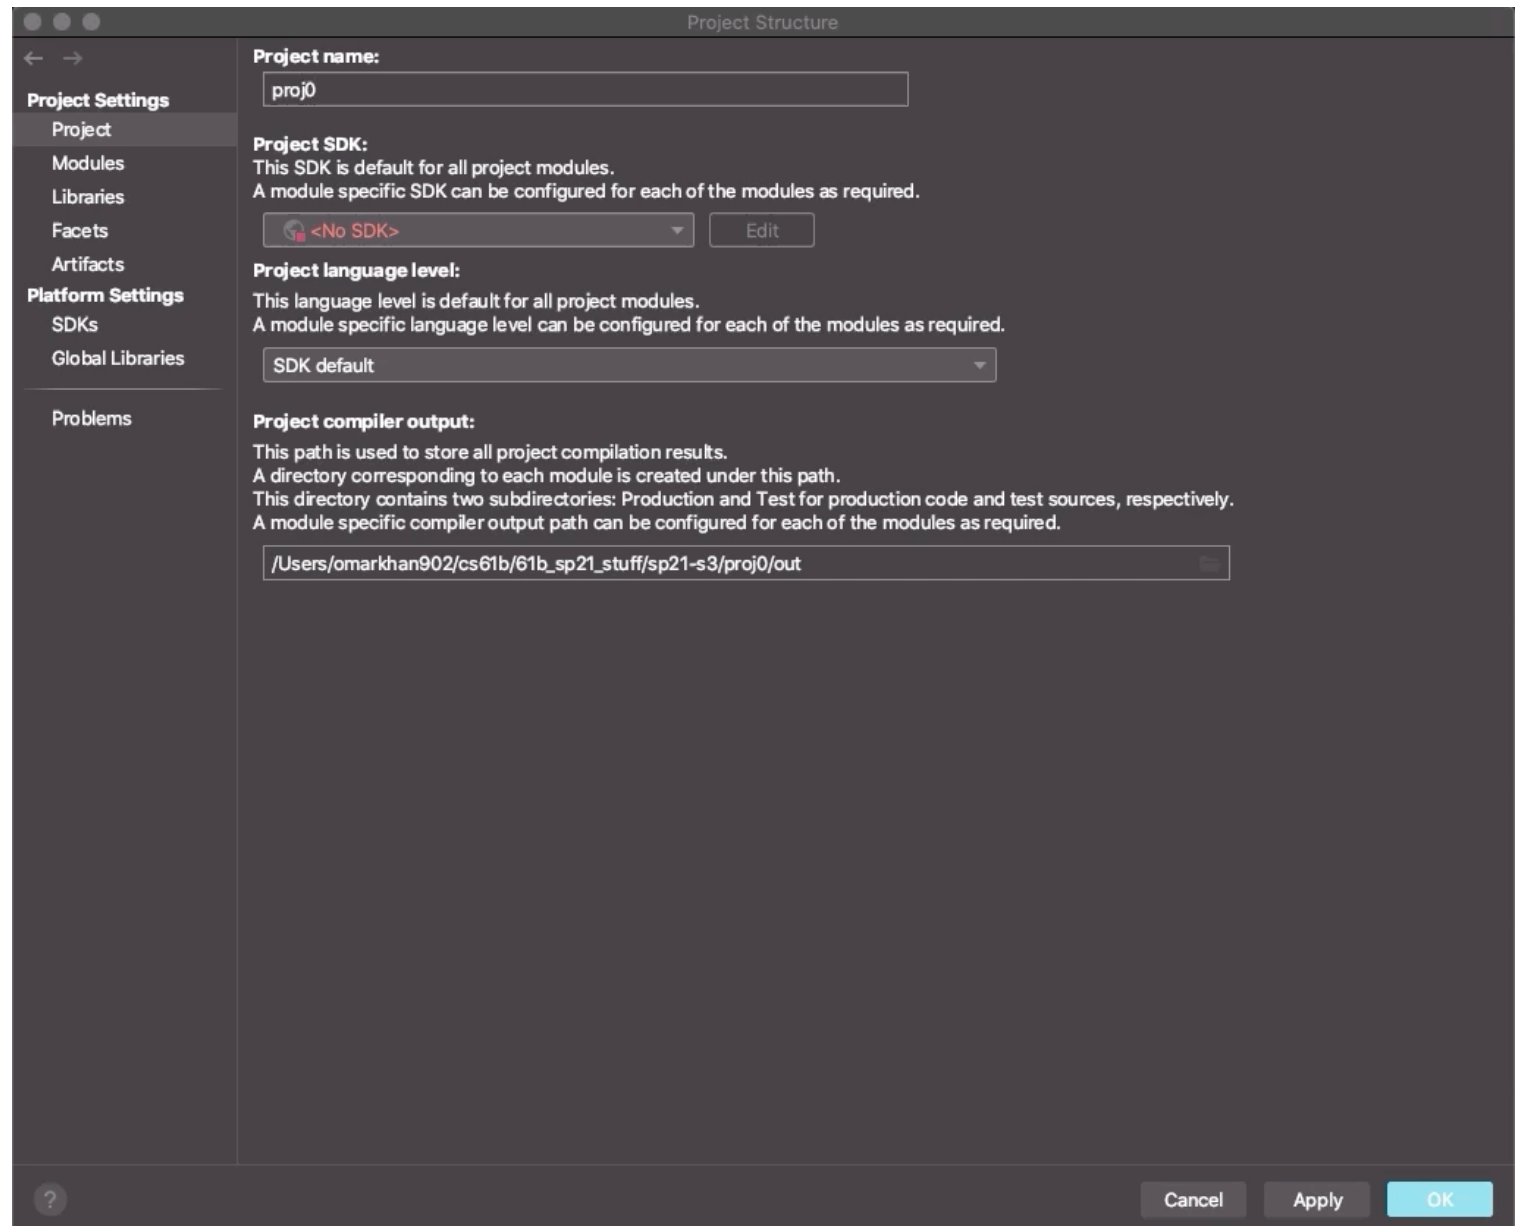 Project Structure
Project Settings
Project
Modules
Libraries
Facets
Artifacts
Platform Settings
SDKs
Global Libraries
Problems
Project name:
proj0
Project SDK:
This SDK is default for all project modules.
A module specific SDK can be configured for each of the modules as required.
<No SDK>
Edit
Project language level:
This language level is default for all project modules.
A module specific language level can be configured for each of the modules as required.
SDK default
Project compiler output:
This path is used to store all project compilation results.
A directory corresponding to each module is created under this path.
This directory contains two subdirectories: Production and Test for production code and test sources, respectively.
A module specific compiler output path can be configured for each of the modules as required.
/Users/omarkhan902/cs61b/61b_sp21_stuff/sp21-s3/proj0/out
?
Cancel
Apply
OK